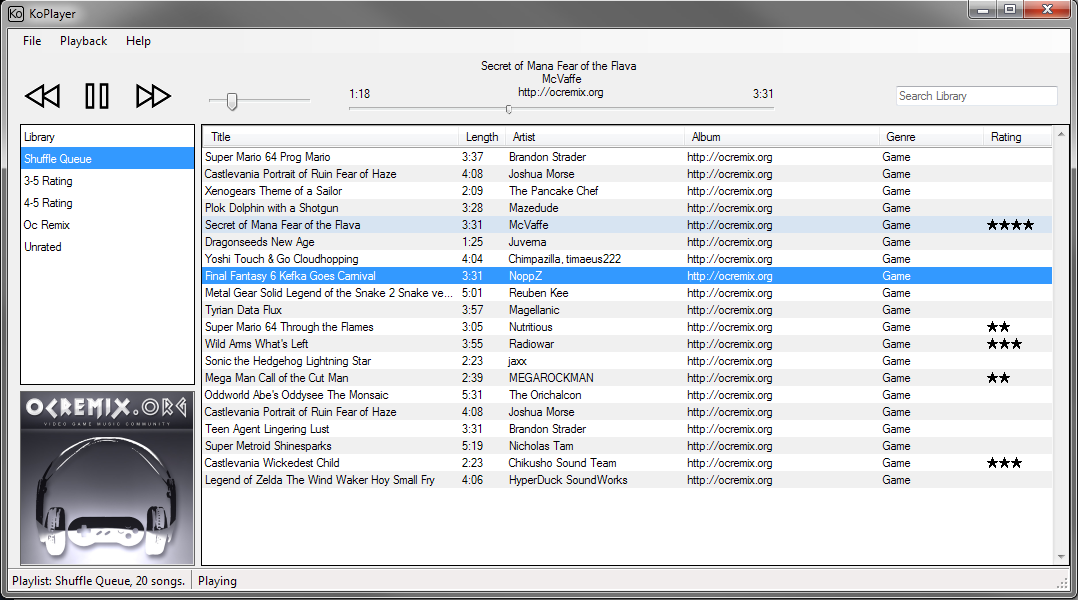 Ko KoPlayer
File Playback Help
Secret of Mana Fear of the Flava
McVaffe
1:18 http://ocremix.org 3:31
Search Library
Library
Shuffle Queue
3-5 Rating
4-5 Rating
Oc Remix
Unrated
OCREMIX.ORG
VIDEO GAME MUSIC COMMUNITY
Title Length Artist Album Genre Rating
Super Mario 64 Prog Mario 3:37 Brandon Strader http://ocremix.org Game
Castlevania Portrait of Ruin Fear of Haze 4:08 Joshua Morse http://ocremix.org Game
Xenogears Theme of a Sailor 2:09 The Pancake Chef http://ocremix.org Game
Plok Dolphin with a Shotgun 3:28 Mazedude http://ocremix.org Game
Secret of Mana Fear of the Flava 3:31 McVaffe http://ocremix.org Game ★★★★
Dragonseeds New Age 1:25 Juverna http://ocremix.org Game
Yoshi Touch & Go Cloudhopping 4:04 Chimpazilla, timaeus222 http://ocremix.org Game
Final Fantasy 6 Kefka Goes Carnival 3:31 NoppZ http://ocremix.org Game
Metal Gear Solid Legend of the Snake 2 Snake ve... 5:01 Reuben Kee http://ocremix.org Game
Tyrian Data Flux 3:57 Magellanic http://ocremix.org Game
Super Mario 64 Through the Flames 3:05 Nutritious http://ocremix.org Game ★★
Wild Arms What's Left 3:55 Radiowar http://ocremix.org Game ★★★
Sonic the Hedgehog Lightning Star 2:23 jaxx http://ocremix.org Game
Mega Man Call of the Cut Man 2:39 MEGAROCKMAN http://ocremix.org Game ★★
Oddworld Abe's Oddysee The Monsaic 5:31 The Orichalcon http://ocremix.org Game
Castlevania Portrait of Ruin Fear of Haze 4:08 Joshua Morse http://ocremix.org Game
Teen Agent Lingering Lust 3:31 Brandon Strader http://ocremix.org Game
Super Metroid Shinesparks 5:19 Nicholas Tam http://ocremix.org Game
Castlevania Wickedest Child 2:23 Chikusho Sound Team http://ocremix.org Game ★★★
Legend of Zelda The Wind Waker Hoy Small Fry 4:06 HyperDuck SoundWorks http://ocremix.org Game
Playlist: Shuffle Queue, 20 songs. Playing